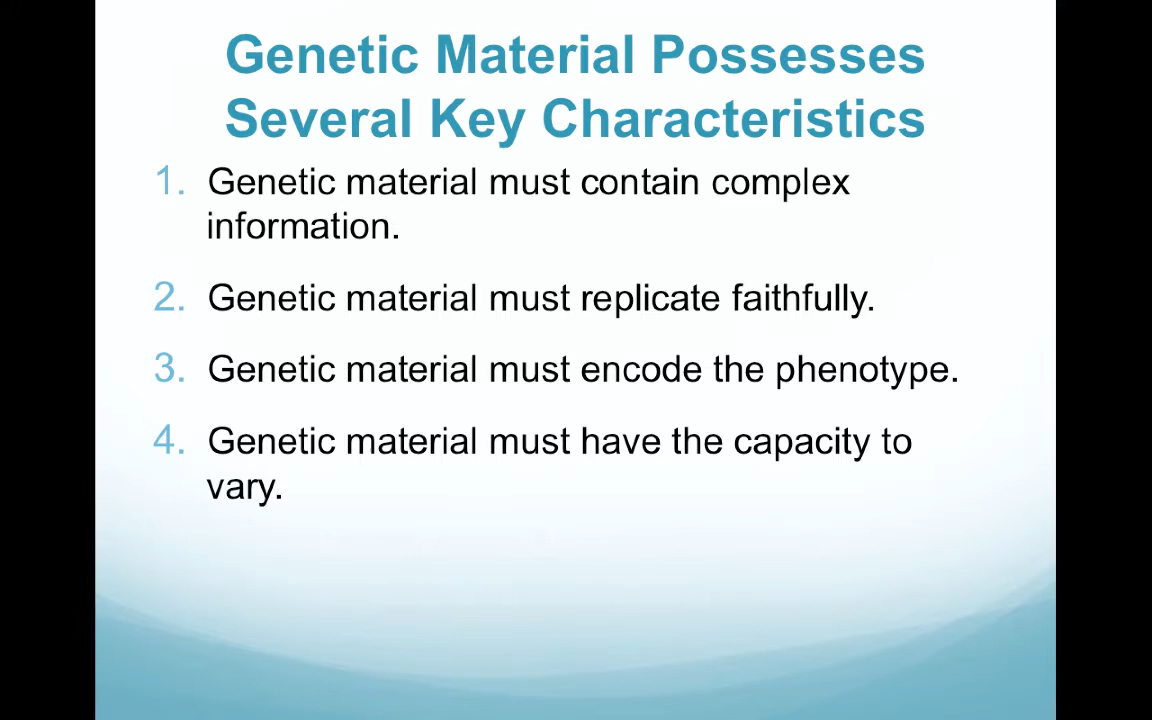 Genetic Material Possesses
Several Key Characteristics
1. Genetic material must contain complex
information.
2. Genetic material must replicate faithfully.
3. Genetic material must encode the phenotype.
4. Genetic material must have the capacity to
vary.